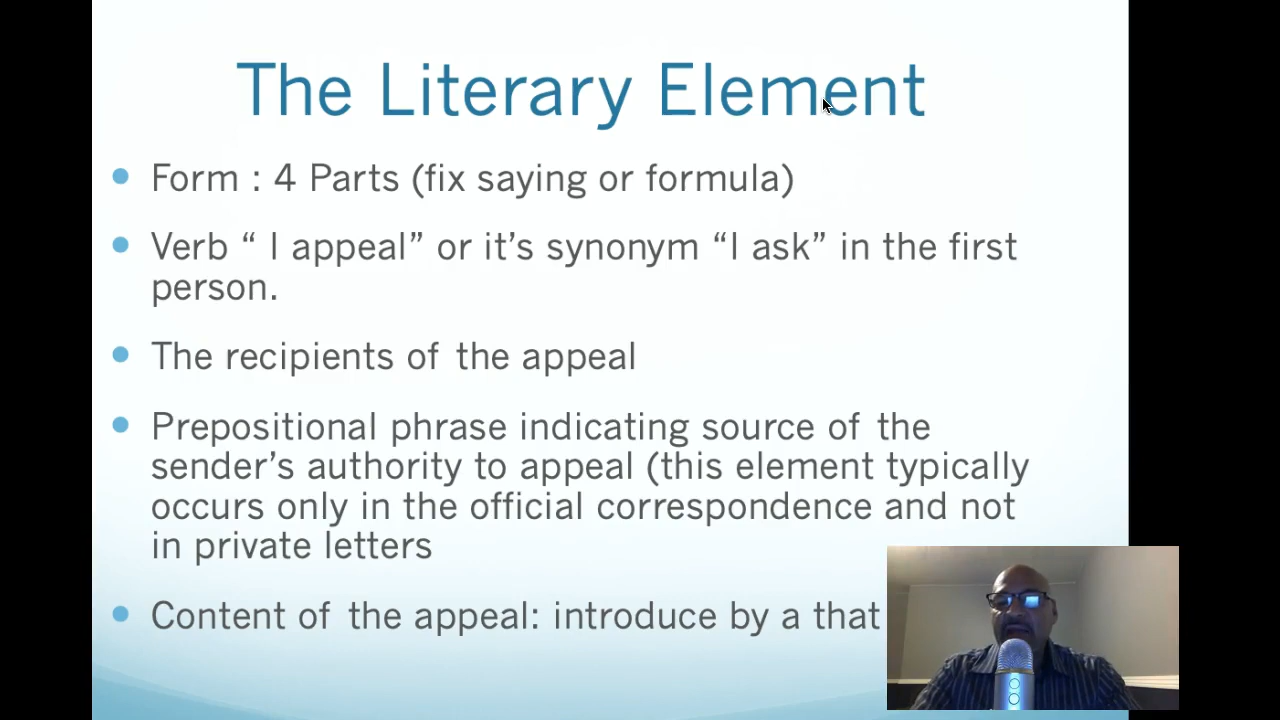 The Literary Element
Form : 4 Parts (fix saying or formula)
Verb “ I appeal” or it’s synonym “I ask” in the first
person.
The recipients of the appeal
Prepositional phrase indicating source of the
sender’s authority to appeal (this element typically
occurs only in the official correspondence and not
in private letters
Content of the appeal: introduce by a that